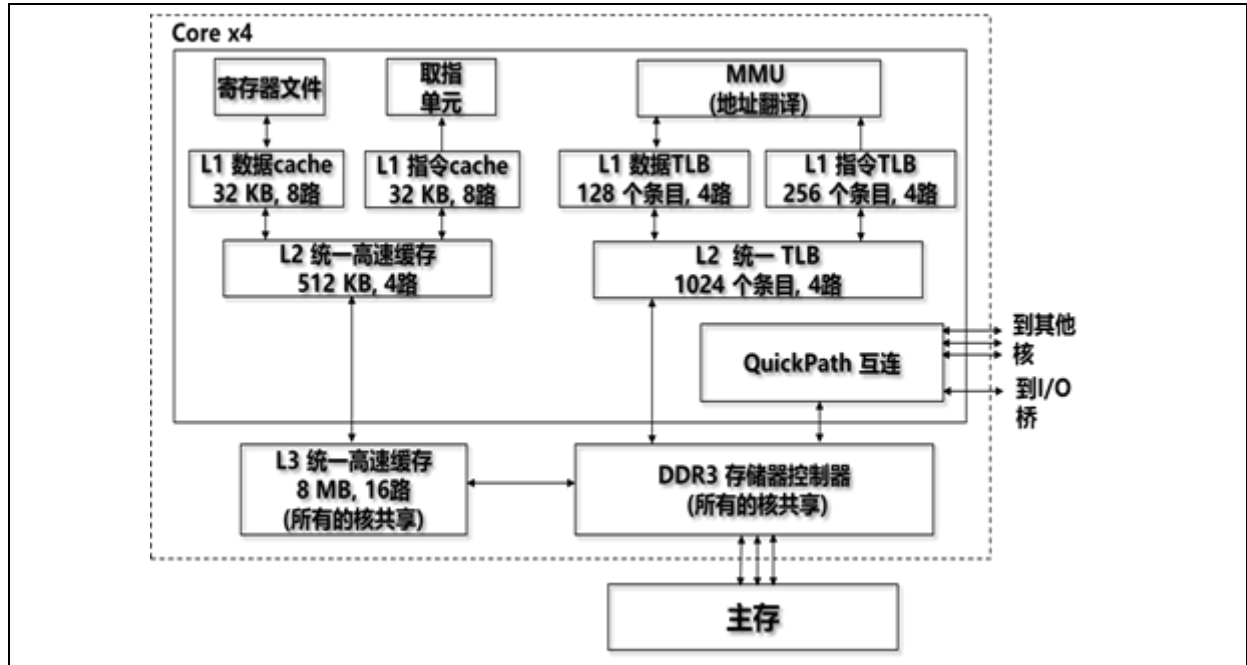 Core x4
寄存器文件
取指
单元
MMU
(地址翻译)
L1 数据cache
32 KB, 8路
L1 指令cache
32 KB, 8路
L1 数据TLB
128 个条目, 4路
L1 指令TLB
256 个条目, 4路
L2 统一高速缓存
512 KB, 4路
L2 统一 TLB
1024 个条目, 4路
QuickPath 互连
到其他
核
到I/O
桥
L3 统一高速缓存
8 MB, 16路
(所有的核共享)
DDR3 存储器控制器
(所有的核共享)
主存